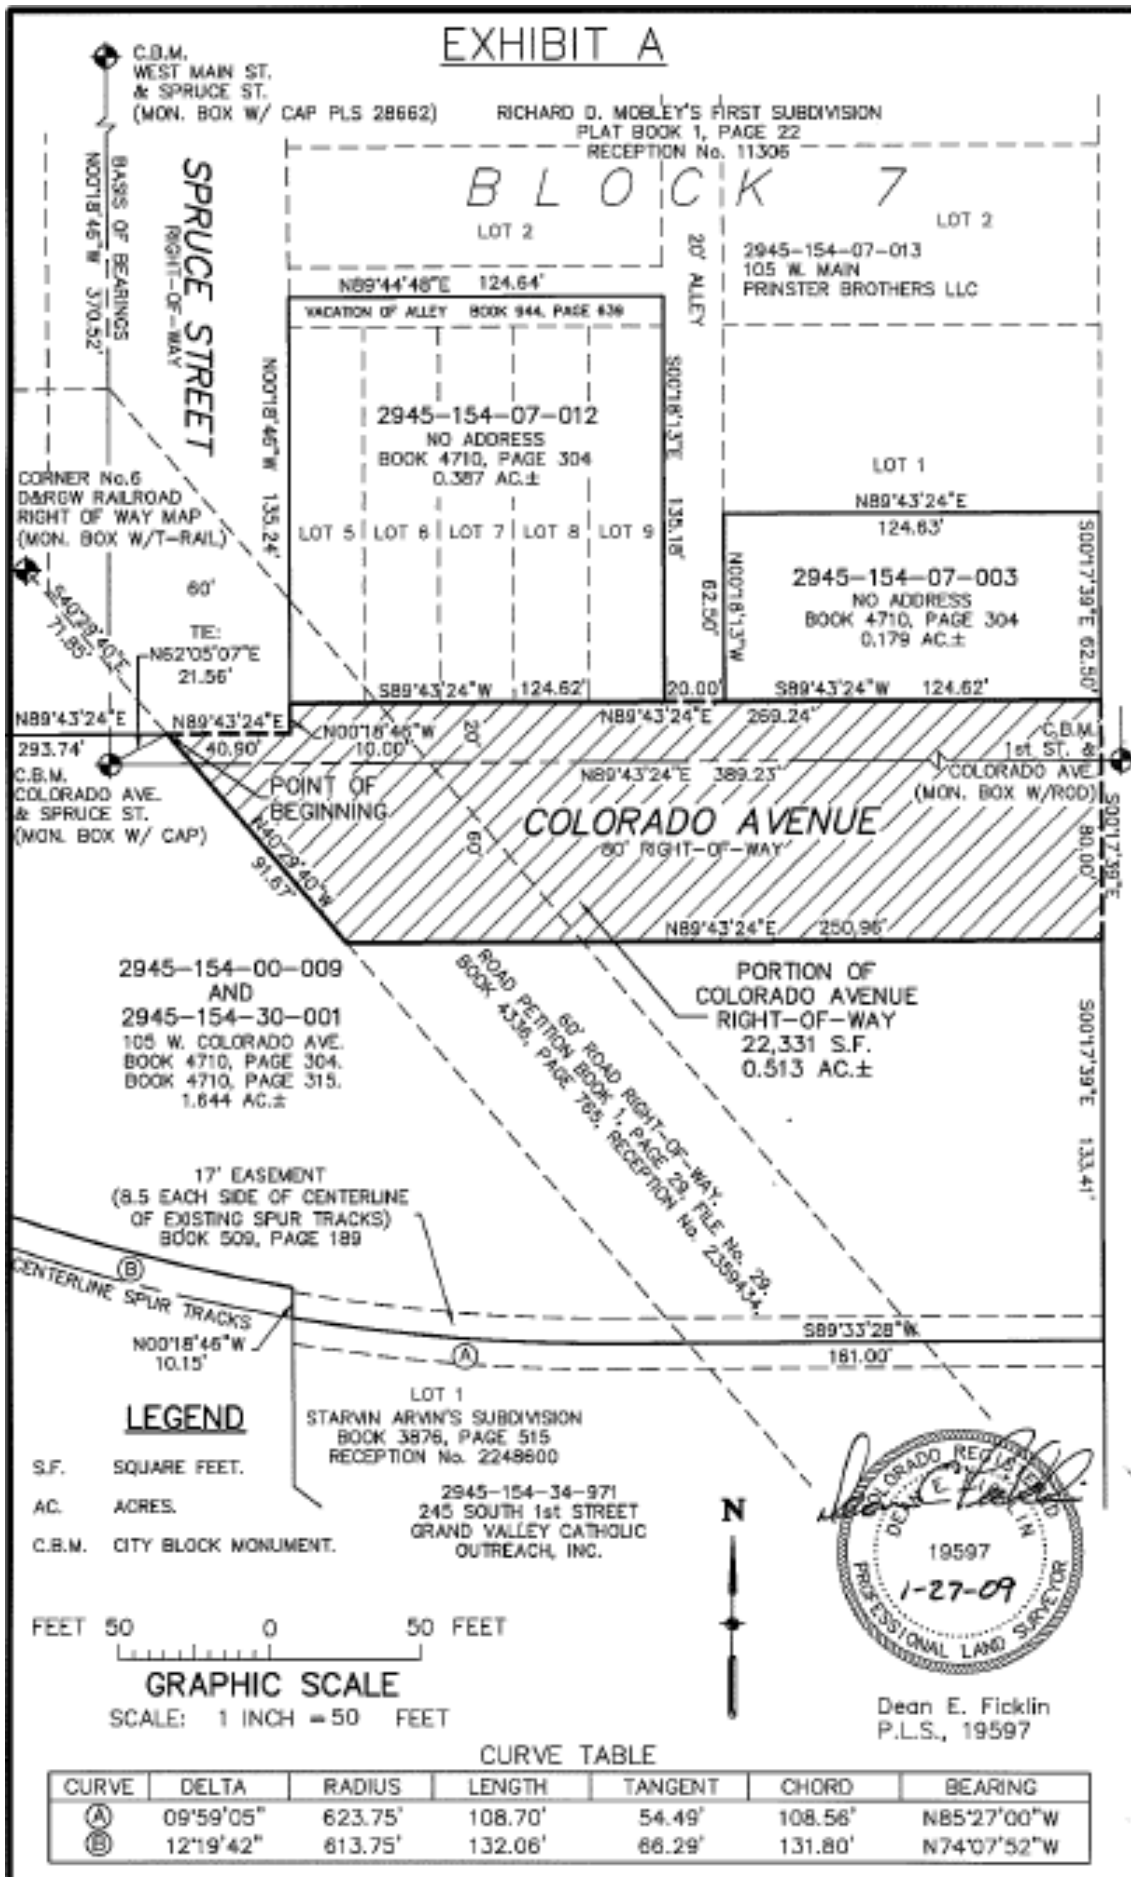 EXHIBIT A
C.B.M.
WEST MAIN ST.
& SPRUCE ST.
(MON. BOX W/ CAP PLS 28662)
RICHARD D. MOBLEY'S FIRST SUBDIVISION
PLAT BOOK 1, PAGE 22
RECEPTION No. 11306
BLOCK 7
BASIS OF BEARINGS
N00°18'46"W 370.52'
SPRUCE STREET
RIGHT-OF-WAY
LOT 2
LOT 2
20' ALLEY
2945-154-07-013
105 W. MAIN
PRINSTER BROTHERS LLC
N89°44'48"E 124.64'
VACATION OF ALLEY BOOK 944, PAGE 639
N00°18'46"W 135.24'
2945-154-07-012
NO ADDRESS
BOOK 4710, PAGE 304
0.387 AC.±
S00°18'13"E 135.18'
LOT 5
LOT 6
LOT 7
LOT 8
LOT 9
S89°43'24"W 124.62'
LOT 1
N89°43'24"E
124.63'
2945-154-07-003
NO ADDRESS
BOOK 4710, PAGE 304
0.179 AC.±
N00°18'13"W
62.50'
S00°17'39"E 62.50'
20.00'
S89°43'24"W 124.62'
CORNER No.6
D&RGW RAILROAD
RIGHT OF WAY MAP
(MON. BOX W/T-RAIL)
60'
S40°29'40"E
71.85'
TIE:
N62°05'07"E
21.56'
N89°43'24"E
293.74'
N89°43'24"E
40.90'
N00°18'46"W
10.00'
20'
N89°43'24"E 269.24'
C.B.M.
COLORADO AVE.
& SPRUCE ST.
(MON. BOX W/ CAP)
POINT OF
BEGINNING
N89°43'24"E 389.23'
C.B.M.
1st ST. &
COLORADO AVE.
(MON. BOX W/ROD)
COLORADO AVENUE
80' RIGHT-OF-WAY
60'
N40°29'40"W
91.67'
S00°17'39"E
80.00'
N89°43'24"E 250.96'
2945-154-00-009
AND
2945-154-30-001
105 W. COLORADO AVE.
BOOK 4710, PAGE 304.
BOOK 4710, PAGE 315.
1.644 AC.±
60' ROAD RIGHT-OF-WAY.
ROAD PETITION BOOK 1, PAGE 29, FILE No. 29.
BOOK 4336, PAGE 765, RECEPTION No. 2359434.
PORTION OF
COLORADO AVENUE
RIGHT-OF-WAY
22,331 S.F.
0.513 AC.±
S00°17'39"E 133.41'
17' EASEMENT
(8.5 EACH SIDE OF CENTERLINE
OF EXISTING SPUR TRACKS)
BOOK 509, PAGE 189
B
CENTERLINE SPUR TRACKS
N00°18'46"W
10.15'
S89°33'28"W
161.00'
A
LOT 1
STARVIN ARVIN'S SUBDIVISION
BOOK 3876, PAGE 515
RECEPTION No. 2248600
2945-154-34-971
245 SOUTH 1st STREET
GRAND VALLEY CATHOLIC
OUTREACH, INC.
LEGEND
S.F. SQUARE FEET.
AC. ACRES.
C.B.M. CITY BLOCK MONUMENT.
N
COLORADO REGISTERED
19597
1-27-09
PROFESSIONAL LAND SURVEYOR
Dean E. Ficklin
P.L.S., 19597
FEET 50 0 50 FEET
GRAPHIC SCALE
SCALE: 1 INCH = 50 FEET
CURVE TABLE
CURVE DELTA RADIUS LENGTH TANGENT CHORD BEARING
A 09°59'05" 623.75' 108.70' 54.49' 108.56' N85°27'00"W
B 12°19'42" 613.75' 132.06' 66.29' 131.80' N74°07'52"W